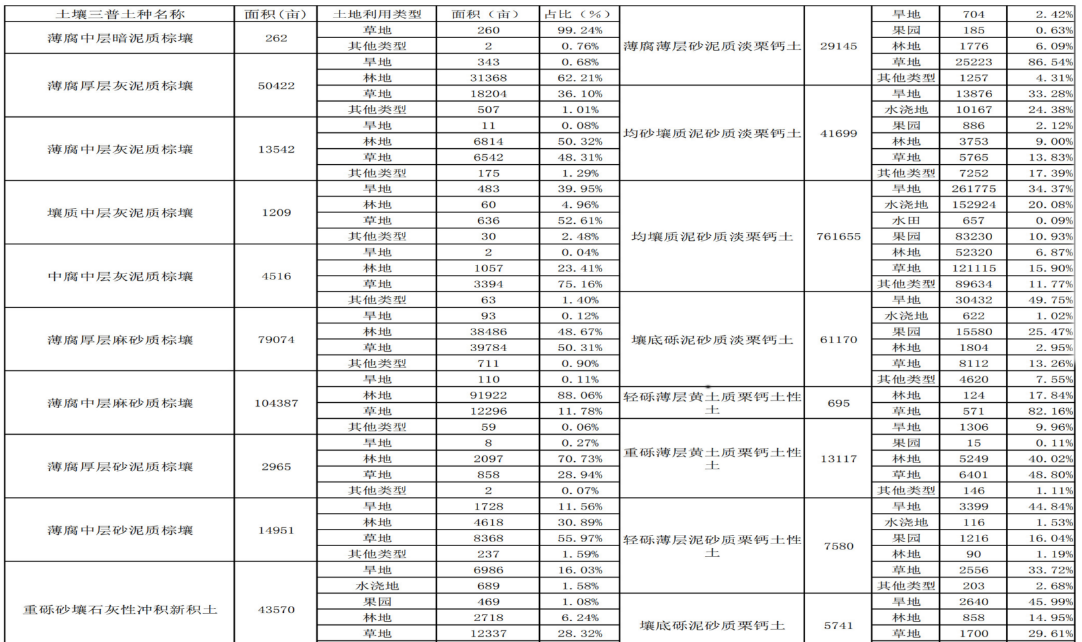 土壤三普土种名称 面积(亩) 土地利用类型 面积（亩） 占比（%）
薄腐中层暗泥质棕壤 262 草地 260 99.24%
其他类型 2 0.76%
薄腐厚层灰泥质棕壤 50422 旱地 343 0.68%
林地 31368 62.21%
草地 18204 36.10%
其他类型 507 1.01%
薄腐中层灰泥质棕壤 13542 旱地 11 0.08%
林地 6814 50.32%
草地 6542 48.31%
其他类型 175 1.29%
壤质中层灰泥质棕壤 1209 旱地 483 39.95%
林地 60 4.96%
草地 636 52.61%
其他类型 30 2.48%
中腐中层灰泥质棕壤 4516 旱地 2 0.04%
林地 1057 23.41%
草地 3394 75.16%
其他类型 63 1.40%
薄腐厚层麻砂质棕壤 79074 旱地 93 0.12%
林地 38486 48.67%
草地 39784 50.31%
其他类型 711 0.90%
薄腐中层麻砂质棕壤 104387 旱地 110 0.11%
林地 91922 88.06%
草地 12296 11.78%
其他类型 59 0.06%
薄腐厚层砂泥质棕壤 2965 旱地 8 0.27%
林地 2097 70.73%
草地 858 28.94%
其他类型 2 0.07%
薄腐中层砂泥质棕壤 14951 旱地 1728 11.56%
林地 4618 30.89%
草地 8368 55.97%
其他类型 237 1.59%
重砾砂壤石灰性冲积新积土 43570 旱地 6986 16.03%
水浇地 689 1.58%
果园 469 1.08%
林地 2718 6.24%
草地 12337 28.32%
薄腐薄层砂泥质淡栗钙土 29145 旱地 704 2.42%
果园 185 0.63%
林地 1776 6.09%
草地 25223 86.54%
其他类型 1257 4.31%
均砂壤质泥砂质淡栗钙土 41699 旱地 13876 33.28%
水浇地 10167 24.38%
果园 886 2.12%
林地 3753 9.00%
草地 5765 13.83%
其他类型 7252 17.39%
均壤质泥砂质淡栗钙土 761655 旱地 261775 34.37%
水浇地 152924 20.08%
水田 657 0.09%
果园 83230 10.93%
林地 52320 6.87%
草地 121115 15.90%
其他类型 89634 11.77%
壤底砾泥砂质淡栗钙土 61170 旱地 30432 49.75%
水浇地 622 1.02%
果园 15580 25.47%
林地 1804 2.95%
草地 8112 13.26%
其他类型 4620 7.55%
轻砾薄层黄土质栗钙土性土 695 林地 124 17.84%
草地 571 82.16%
重砾薄层黄土质栗钙土性土 13117 旱地 1306 9.96%
果园 15 0.11%
林地 5249 40.02%
草地 6401 48.80%
其他类型 146 1.11%
轻砾薄层泥砂质栗钙土性土 7580 旱地 3399 44.84%
水浇地 116 1.53%
果园 1216 16.04%
林地 90 1.19%
草地 2556 33.72%
其他类型 203 2.68%
壤底砾泥砂质栗钙土 5741 旱地 2640 45.99%
林地 858 14.95%
草地 1700 29.61%